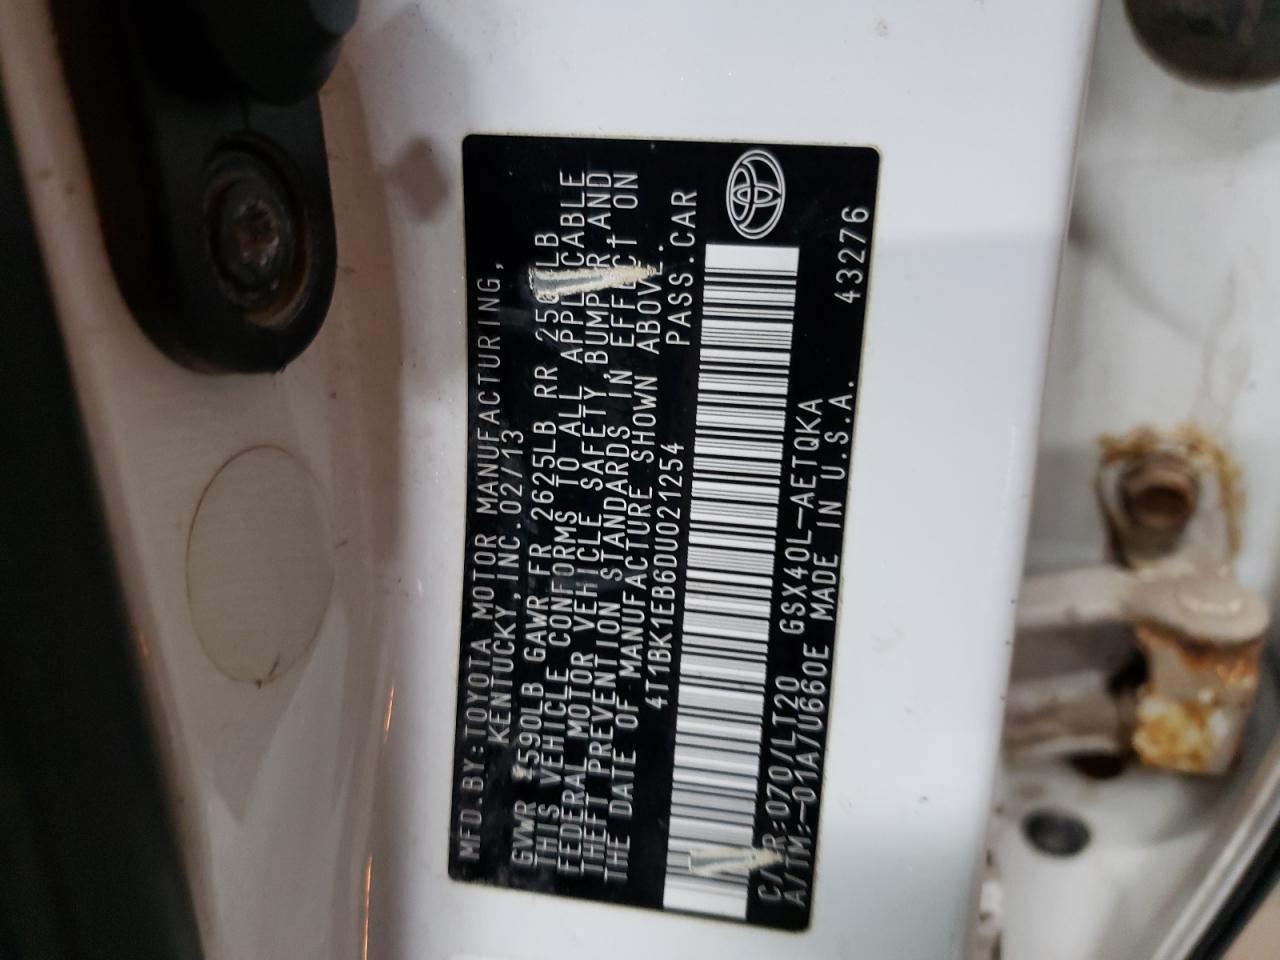 MFD.BY:TOYOTA MOTOR MANUFACTURING,
KENTUCKY,INC.02/13
GVWR 4590LB GAWR FR 2625LB RR LB
THIS VEHICLE CONFORMS TO ALL APPLICABLE
FEDERAL MOTOR VEHICLE SAFETY,BUMPER,AND
THEFT PREVENTION STANDARDS IN EFFECT ON
THE DATE OF MANUFACTURE SHOWN ABOVE.
4T1BK1EB6DU021254 PASS.CAR
C/TR:070/LT20 GSX40L-AETQKA
A/TM:-01A/U660E MADE IN U.S.A. 43276